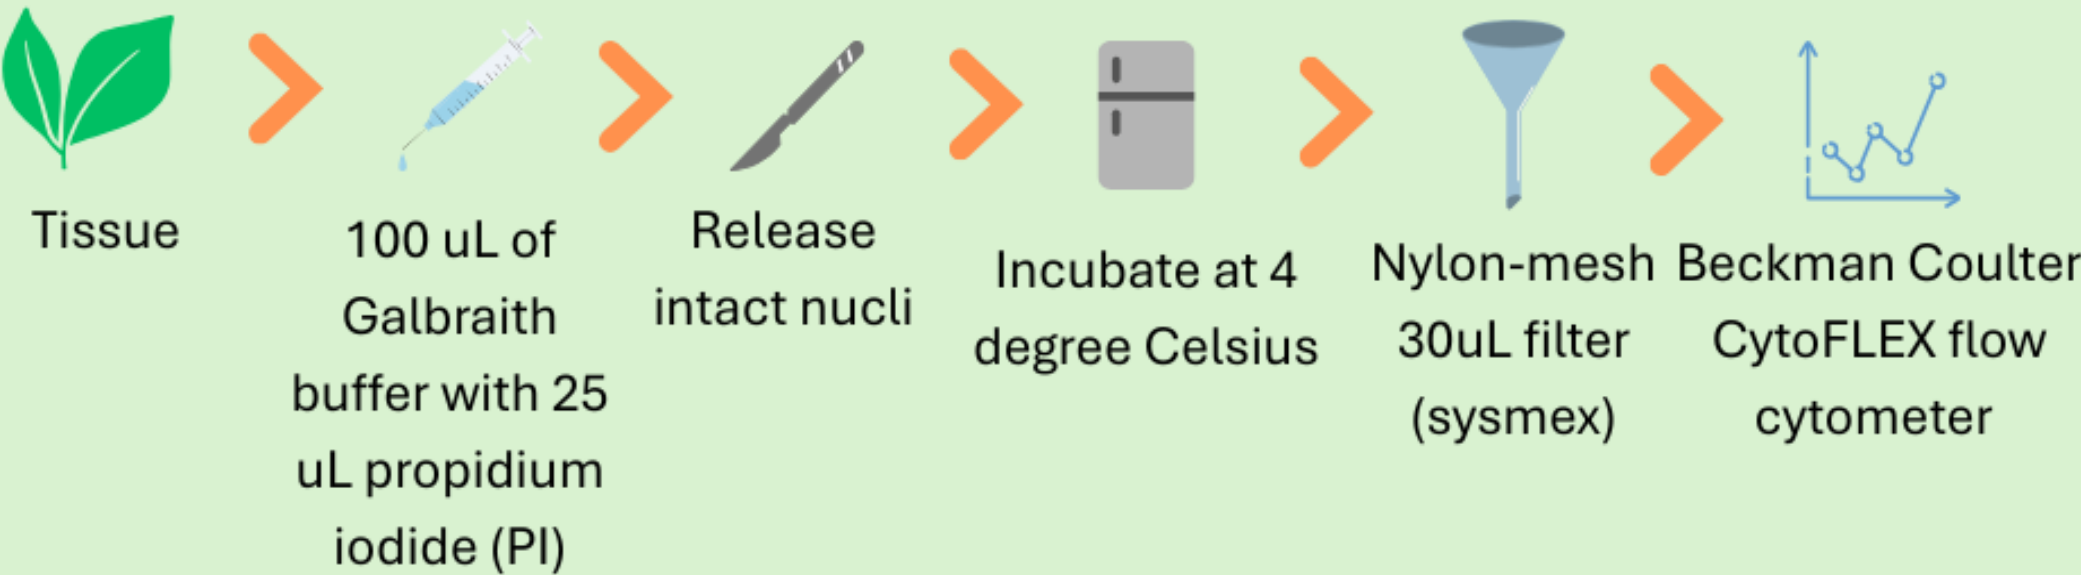 Tissue
100 uL of
Galbraith
buffer with 25
uL propidium
iodide (PI)
Release
intact nucli
Incubate at 4
degree Celsius
Nylon-mesh
30uL filter
(sysmex)
Beckman Coulter
CytoFLEX flow
cytometer